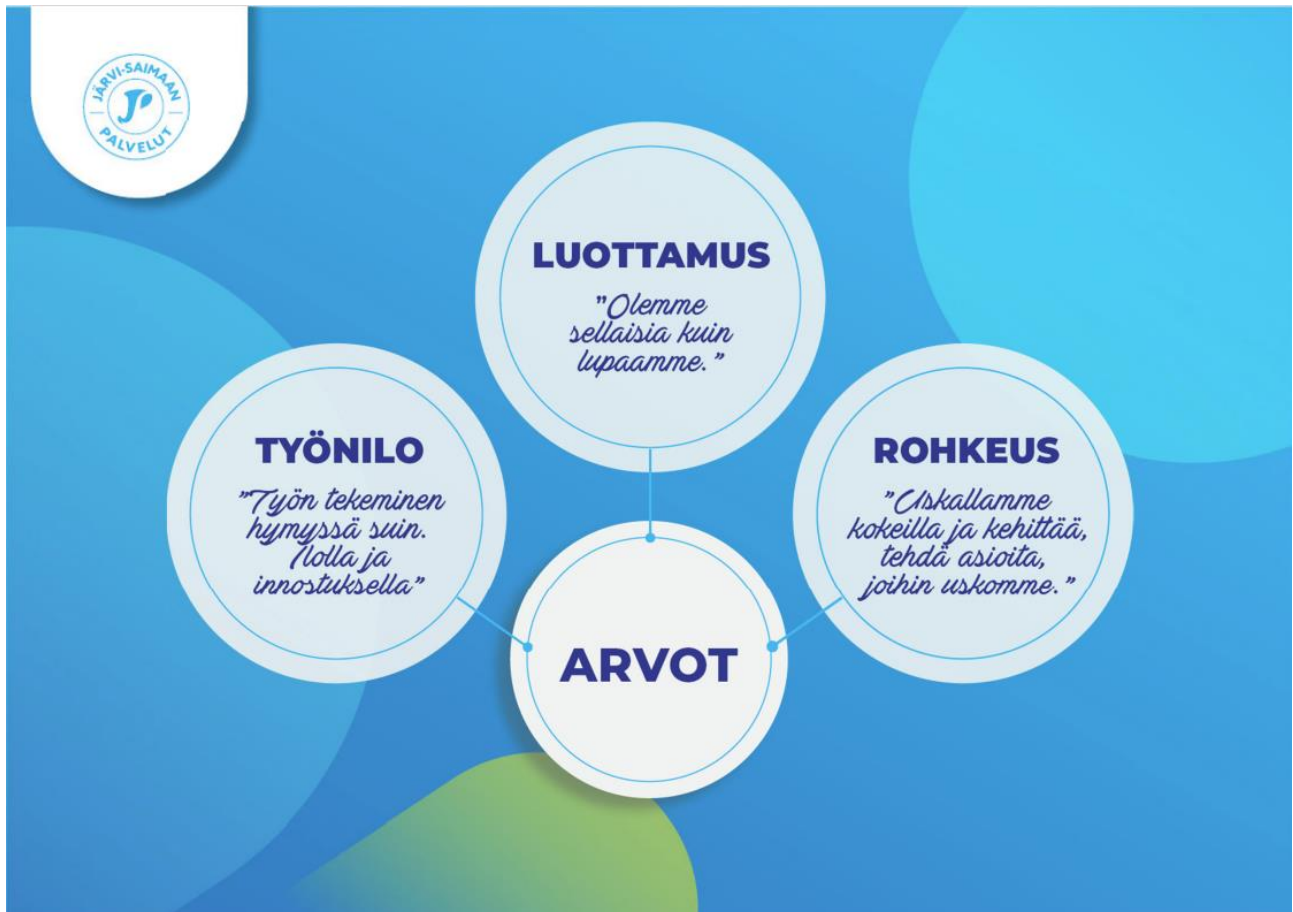 JÄRVI-SAIMAAN
PALVELUT
LUOTTAMUS
"Olemme
sellaisia kuin
lupaamme."
TYÖNILO
"Työn tekeminen
hymyssä suin.
Ilolla ja
innostuksella"
ROHKEUS
"Uskallamme
kokeilla ja kehittää,
tehdä asioita,
joihin uskomme."
ARVOT